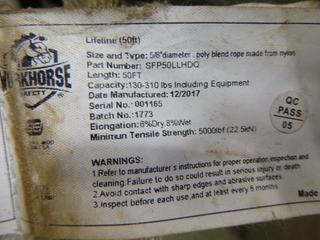 Lifeline (50ft)
WORKHORSE
SAFETY
Size and Type: 5/8"diameter , poly blend rope made from nylon
Part Number: SFP50LLHDQ
Length: 50FT
Capacity:130-310 lbs Including Equipment
Date Manufactured: 12/2017
Serial No.: 001165
Batch No.: 1773
Elongation:6%Dry.8%Wet
Minimun Tensile Strength: 5000lbf (22.5kN)
QC
PASS
05
WARNINGS:
1.Refer to manufacturer's instructions for proper operation,inspection and
cleaning.Failure to do so could result in serious injury or death
2.Avoid contact with sharp edges and abrasive surfaces.
3.Inspect before each use,and at least every 6 months
Made